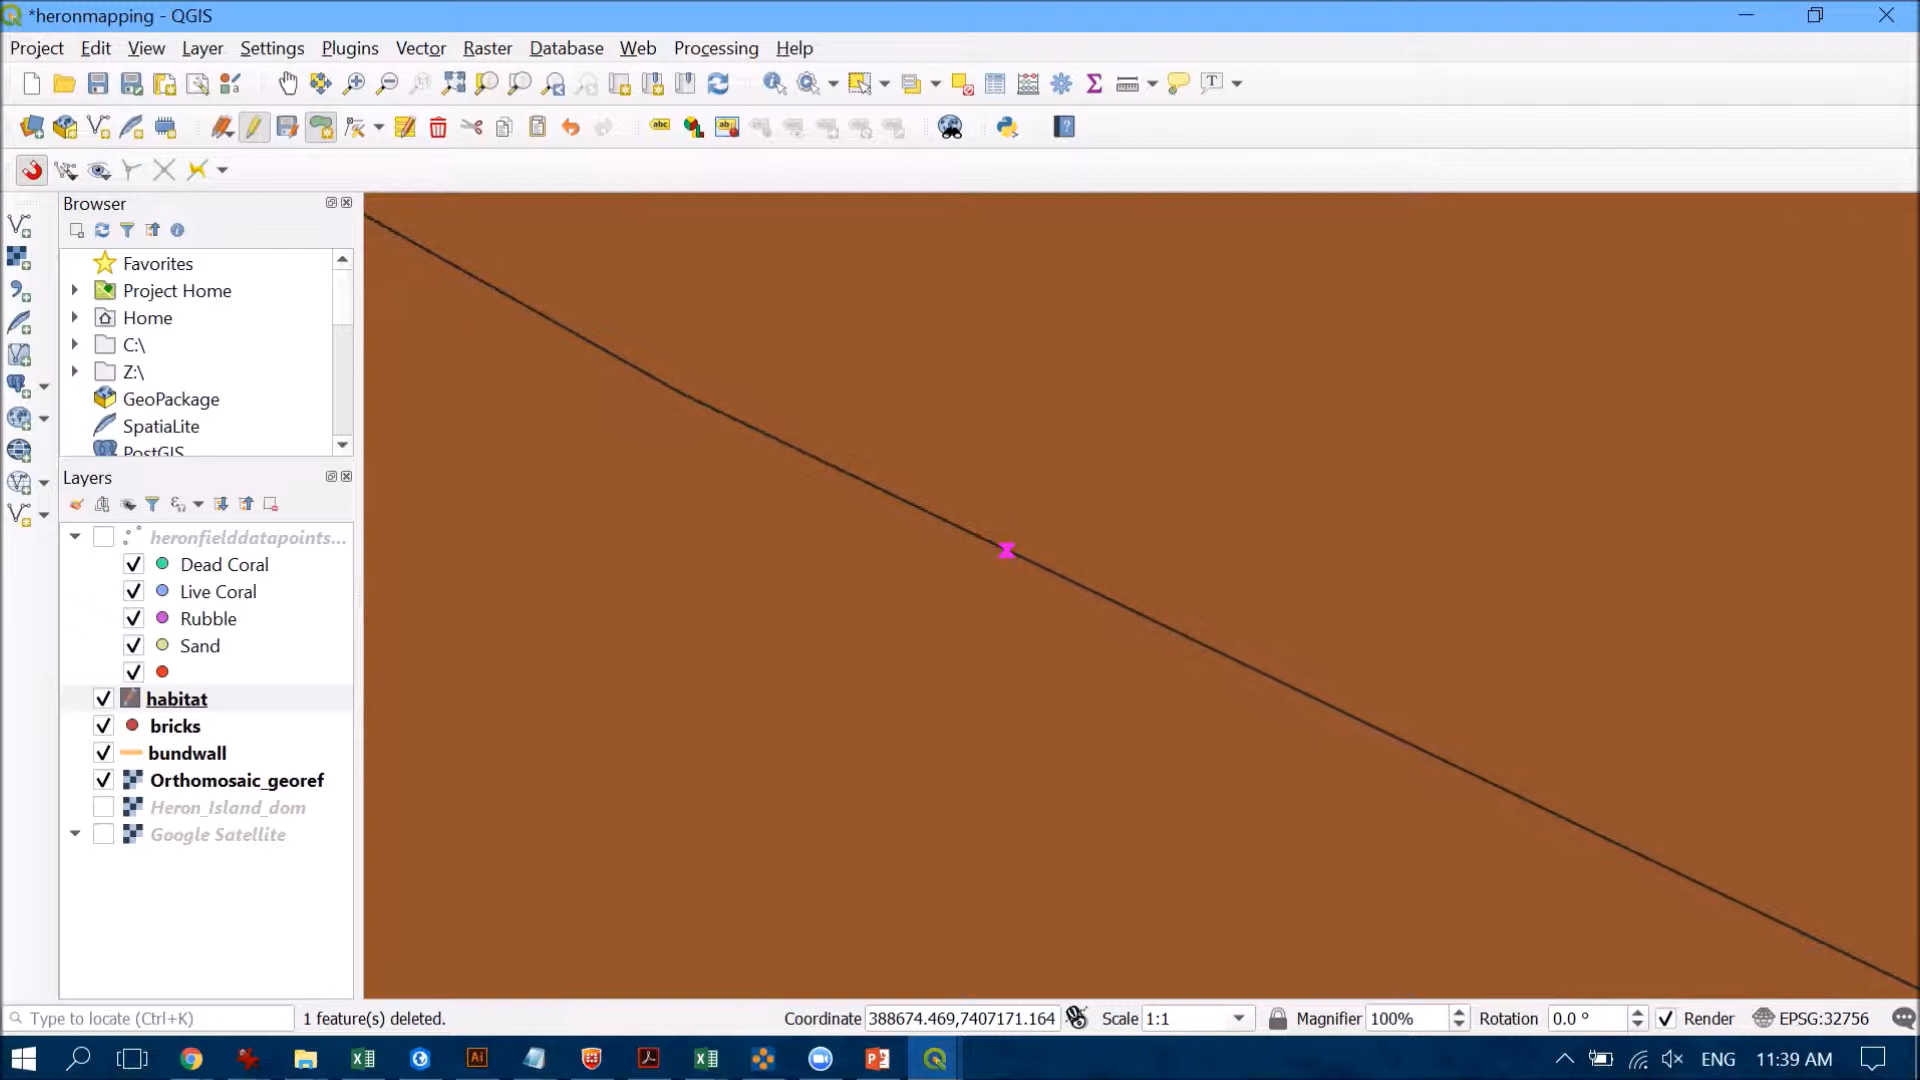 *heronmapping - QGIS
Project Edit View Layer Settings Plugins Vector Raster Database Web Processing Help
Browser
Favorites
Project Home
Home
C:\
Z:\
GeoPackage
SpatiaLite
PostGIS
Layers
heronfielddatapoints...
Dead Coral
Live Coral
Rubble
Sand
habitat
bricks
bundwall
Orthomosaic_georef
Heron_Island_dom
Google Satellite
Type to locate (Ctrl+K) 1 feature(s) deleted. Coordinate 388674.469,7407171.164 Scale 1:1 Magnifier 100% Rotation 0.0 ° Render EPSG:32756
ENG 11:39 AM